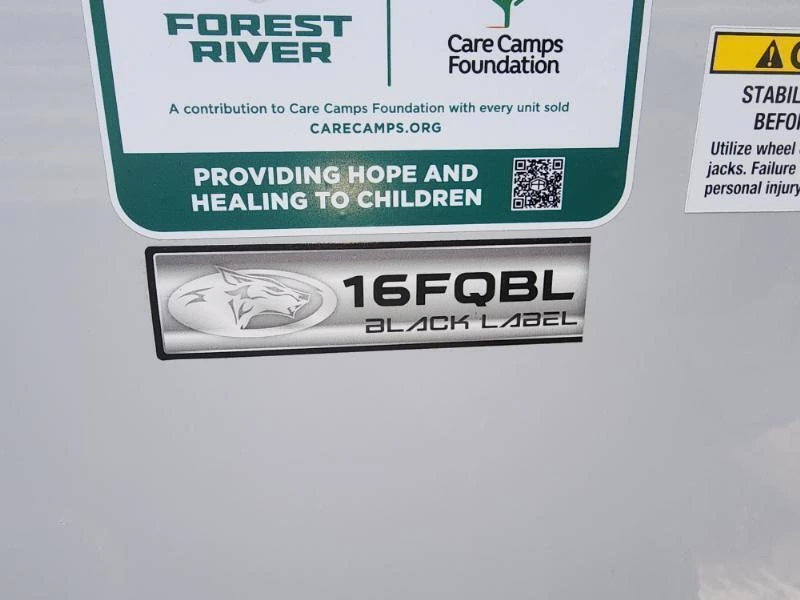 FOREST
RIVER
Care Camps
Foundation
A contribution to Care Camps Foundation with every unit sold
CARECAMPS.ORG
PROVIDING HOPE AND
HEALING TO CHILDREN
16FQBL
BLACK LABEL
STABIL
BEFO
Utilize wheel
jacks. Failure
personal injury